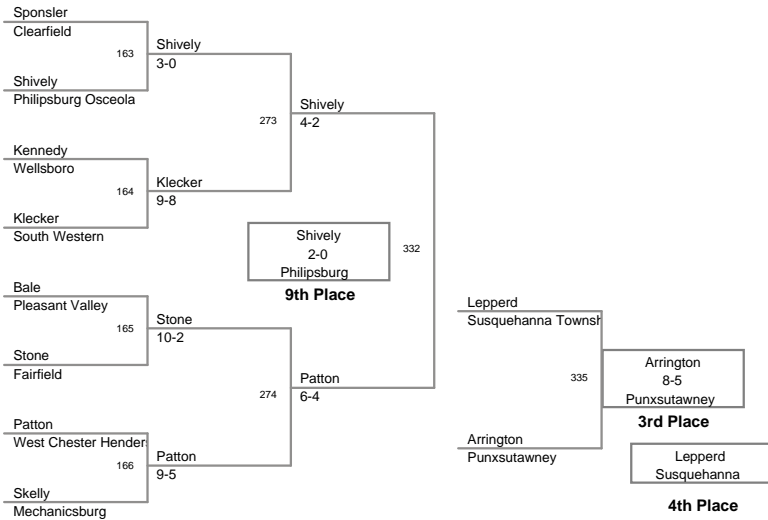 Sponsler
Clearfield
163
Shively
3-0
Shively
Philipsburg Osceola
273
Shively
4-2
Kennedy
Wellsboro
164
Klecker
9-8
Klecker
South Western
Shively
2-0
Philipsburg
9th Place
332
Bale
Pleasant Valley
165
Stone
10-2
Stone
Fairfield
274
Patton
6-4
Patton
West Chester Hender
166
Patton
9-5
Skelly
Mechanicsburg
Lepperd
Susquehanna Townsh
335
Arrington
8-5
Punxsutawney
3rd Place
Arrington
Punxsutawney
Lepperd
Susquehanna
4th Place